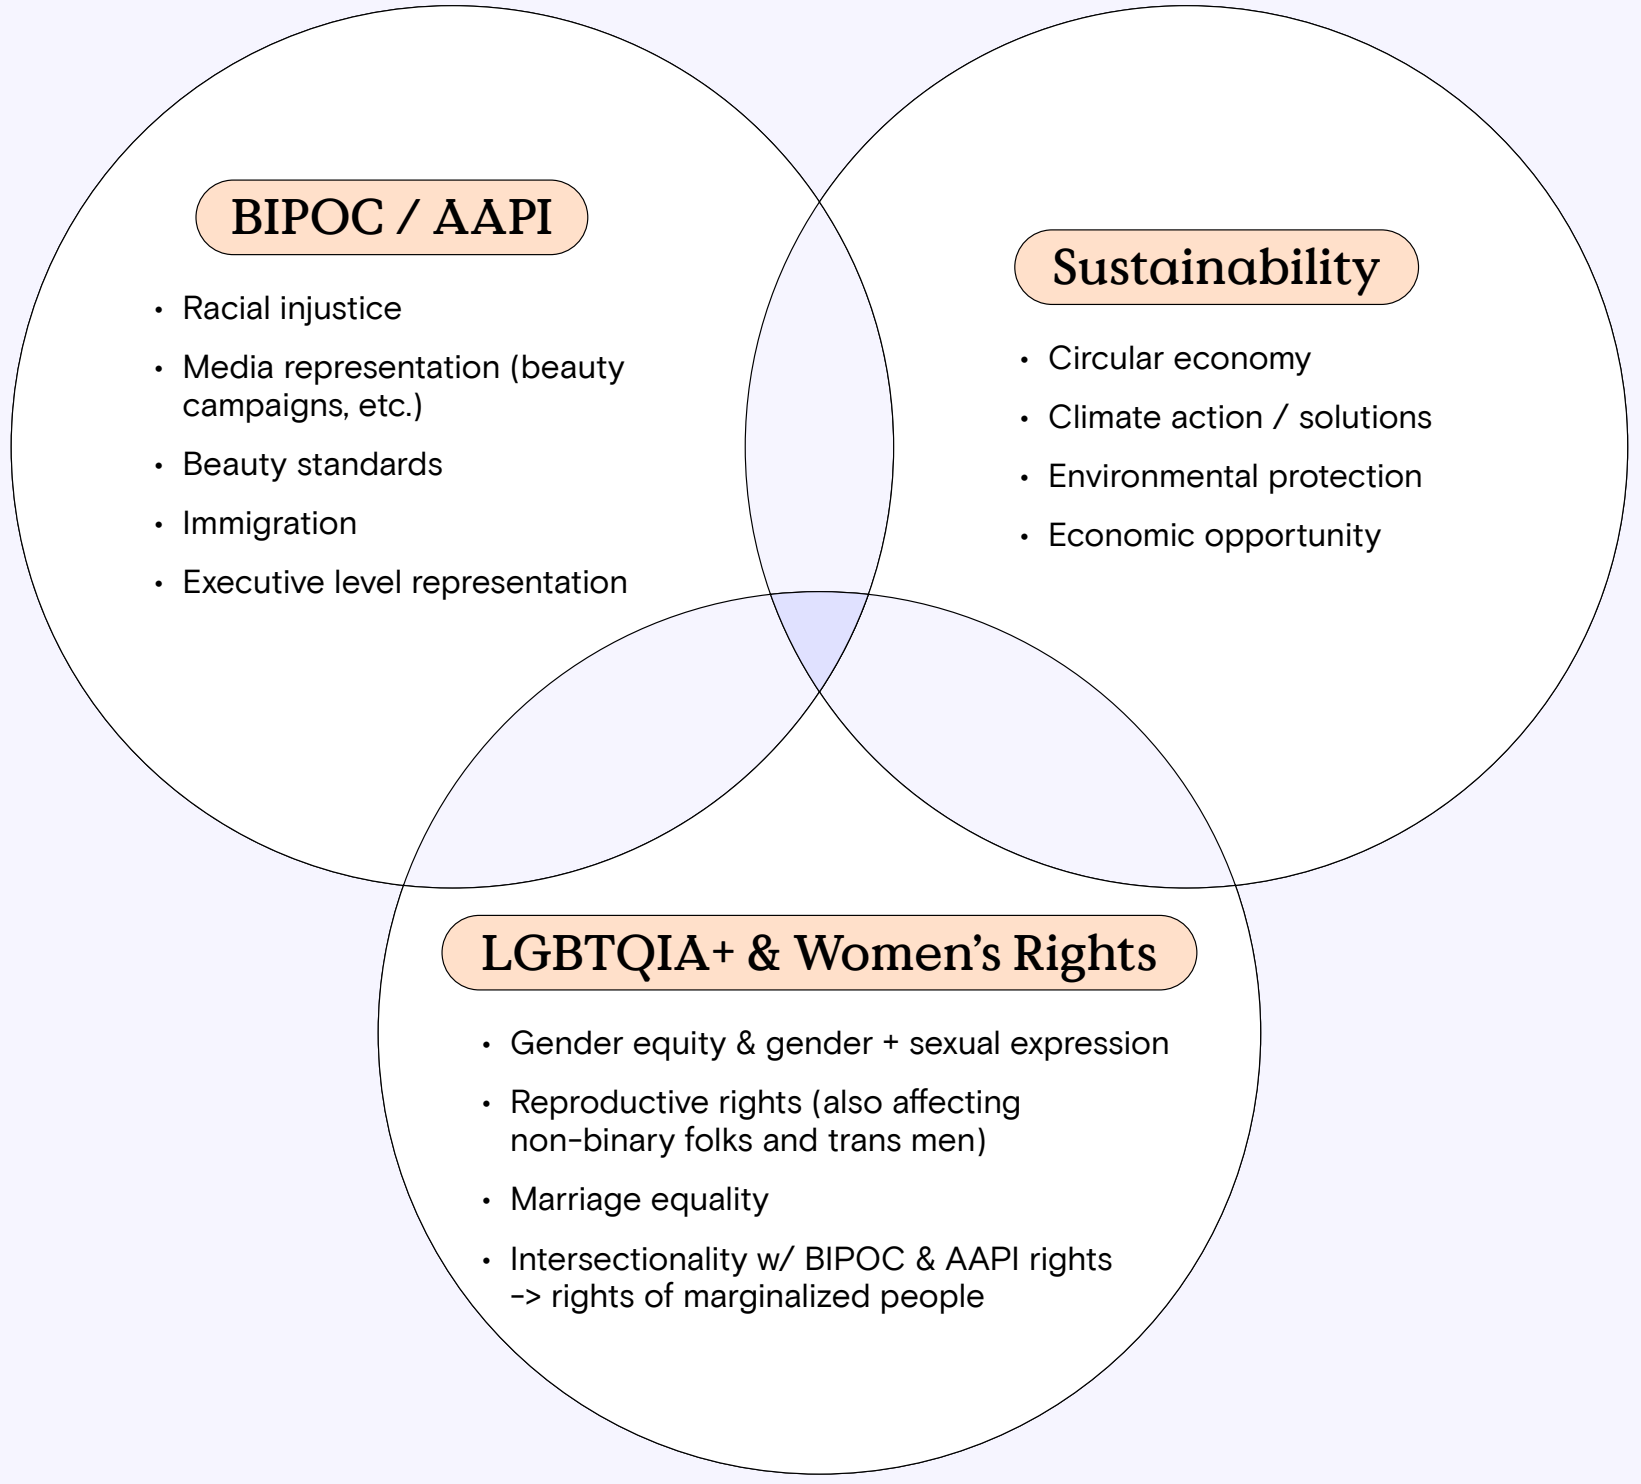 BIPOC / AAPI
• Racial injustice
• Media representation (beauty
campaigns, etc.)
• Beauty standards
• Immigration
• Executive level representation
Sustainability
• Circular economy
• Climate action / solutions
• Environmental protection
• Economic opportunity
LGBTQIA+ & Women’s Rights
• Gender equity & gender + sexual expression
• Reproductive rights (also affecting
non-binary folks and trans men)
• Marriage equality
• Intersectionality w/ BIPOC & AAPI rights
-> rights of marginalized people